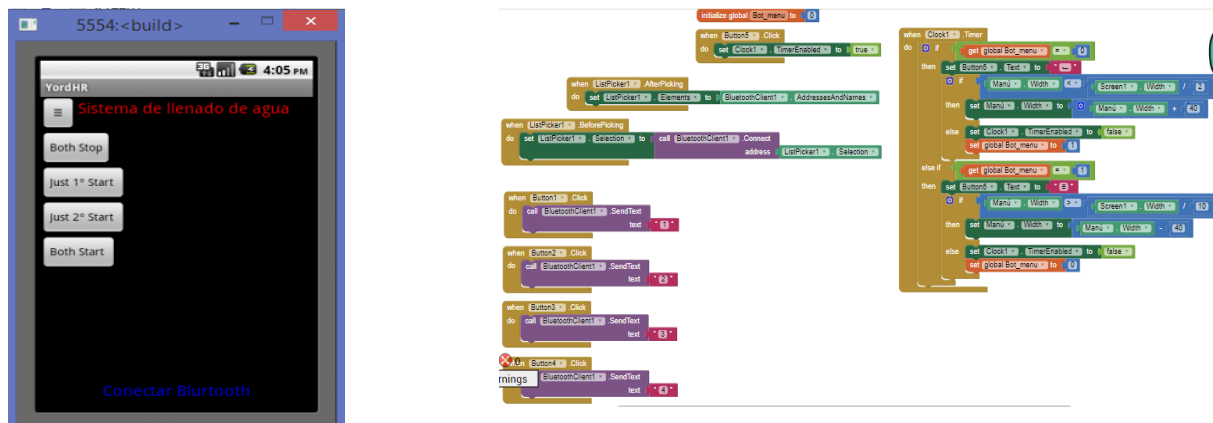 5554:<build>
3G 4:05 PM
YordHR
≡ Sistema de llenado de agua
Both Stop
Just 1° Start
Just 2° Start
Both Start
Conectar Blurtooth
initialize global Bot_menu to 0
when Button5 .Click
do set Clock1 . TimerEnabled to true
when ListPicker1 .AfterPicking
do set ListPicker1 . Elements to BluetoothClient1 . AddressesAndNames
when ListPicker1 .BeforePicking
do set ListPicker1 . Selection to call BluetoothClient1 .Connect
address ListPicker1 . Selection
when Button1 .Click
do call BluetoothClient1 .SendText
text " 1 "
when Button2 .Click
do call BluetoothClient1 .SendText
text " 2 "
when Button3 .Click
do call BluetoothClient1 .SendText
text " 3 "
0
Button4 .Click
rnings BluetoothClient1 .SendText
text " 4 "
when Clock1 .Timer
do if get global Bot_menu = 0
then set Button5 . Text to
if Manú . Width < Screen1 . Width / 2
then set Manú . Width to Manú . Width + 40
else set Clock1 . TimerEnabled to false
set global Bot_menu to 1
else if get global Bot_menu = 1
then set Button5 . Text to " ≡ "
if Manú . Width > Screen1 . Width / 10
then set Manú . Width to Manú . Width - 40
else set Clock1 . TimerEnabled to false
set global Bot_menu to 0